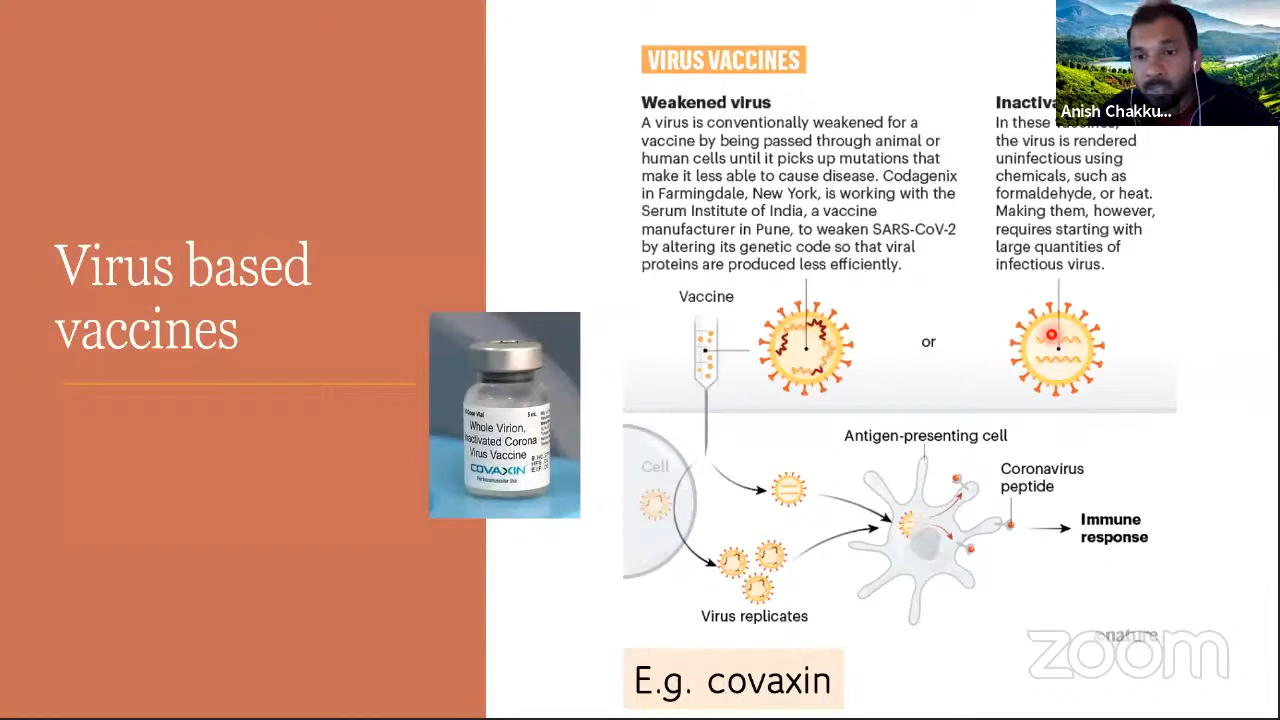 Virus based
vaccines
VIRUS VACCINES
Weakened virus
A virus is conventionally weakened for a
vaccine by being passed through animal or
human cells until it picks up mutations that
make it less able to cause disease. Codagenix
in Farmingdale, New York, is working with the
Serum Institute of India, a vaccine
manufacturer in Pune, to weaken SARS-CoV-2
by altering its genetic code so that viral
proteins are produced less efficiently.
In these
the virus is rendered
uninfectious using
chemicals, such as
formaldehyde, or heat.
Making them, however,
requires starting with
large quantities of
infectious virus.
Anish Chakku...
Vaccine
or
5 mL
Whole Virion,
Inactivated Corona
Virus Vaccine
COVAXIN
Antigen-presenting cell
Cell
Coronavirus
peptide
Immune
response
Virus replicates
©nature
zoom
E.g. covaxin